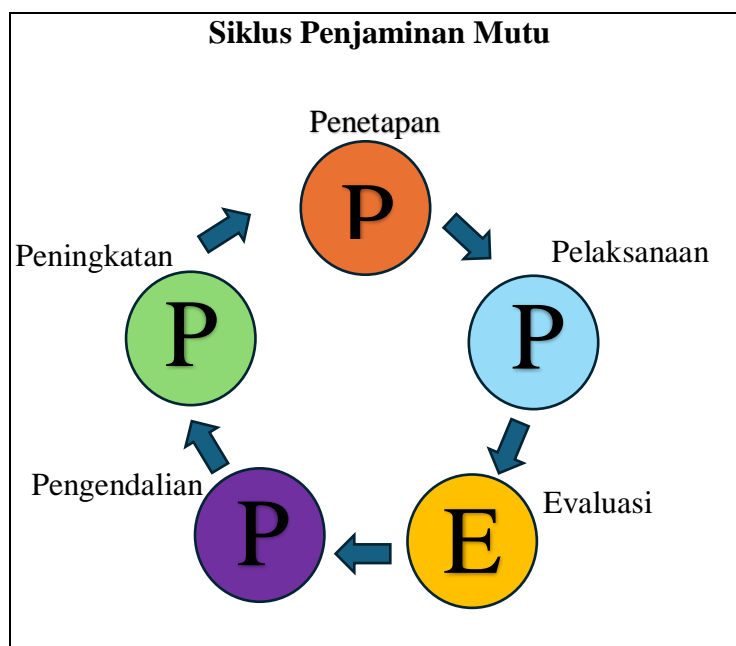 Siklus Penjaminan Mutu
Penetapan
P
Pelaksanaan
P
Evaluasi
E
Pengendalian
P
Peningkatan
P